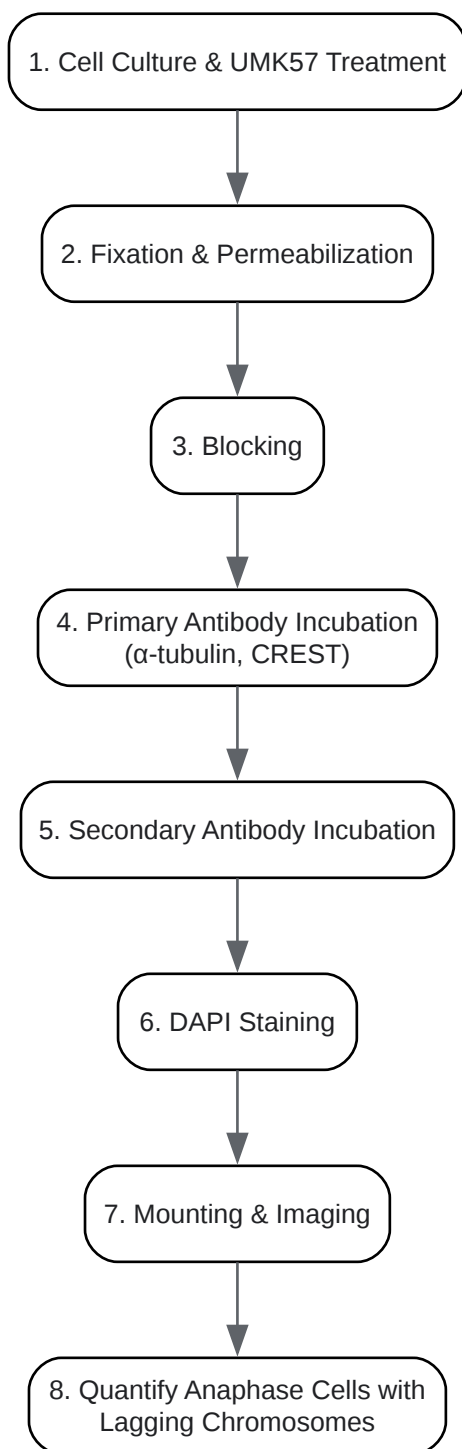 1. Cell Culture & UMK57 Treatment
2. Fixation & Permeabilization
3. Blocking
4. Primary Antibody Incubation
(α-tubulin, CREST)
5. Secondary Antibody Incubation
6. DAPI Staining
7. Mounting & Imaging
8. Quantify Anaphase Cells with
Lagging Chromosomes